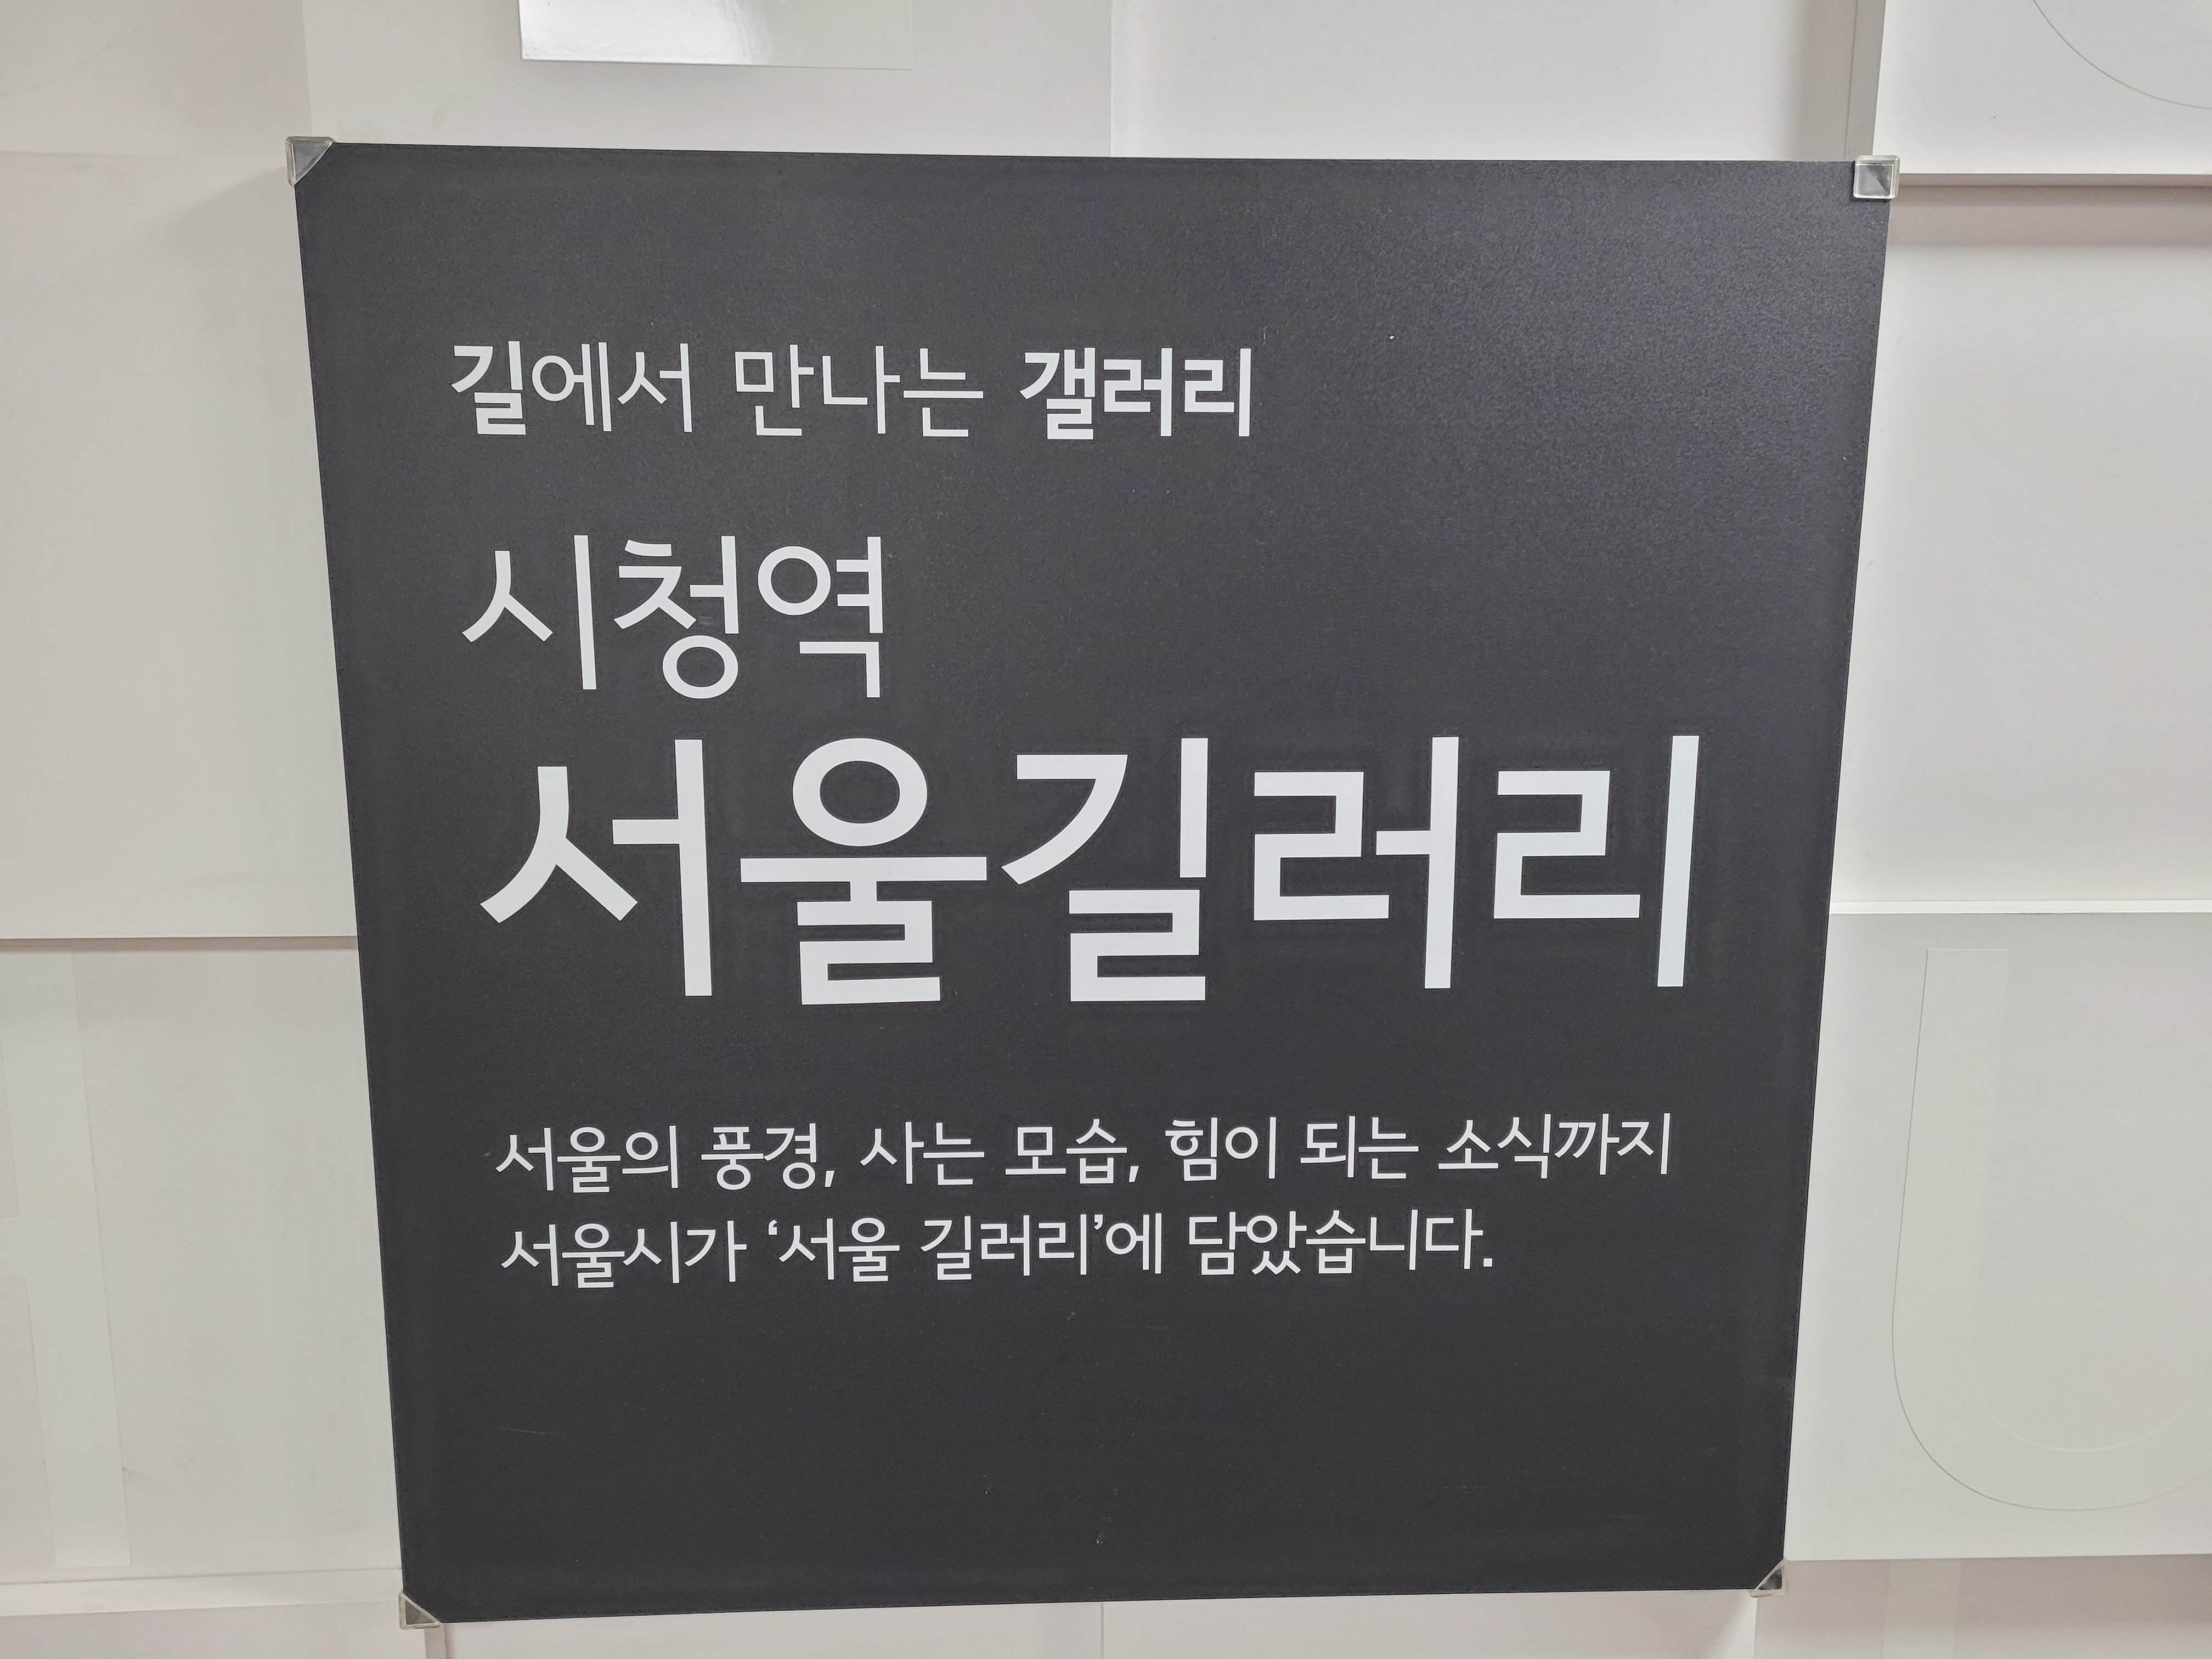 길에서 만나는 갤러리
시청역
서울길러리
서울의 풍경, 사는 모습, 힘이 되는 소식까지
서울시가 ‘서울 길러리’에 담았습니다.